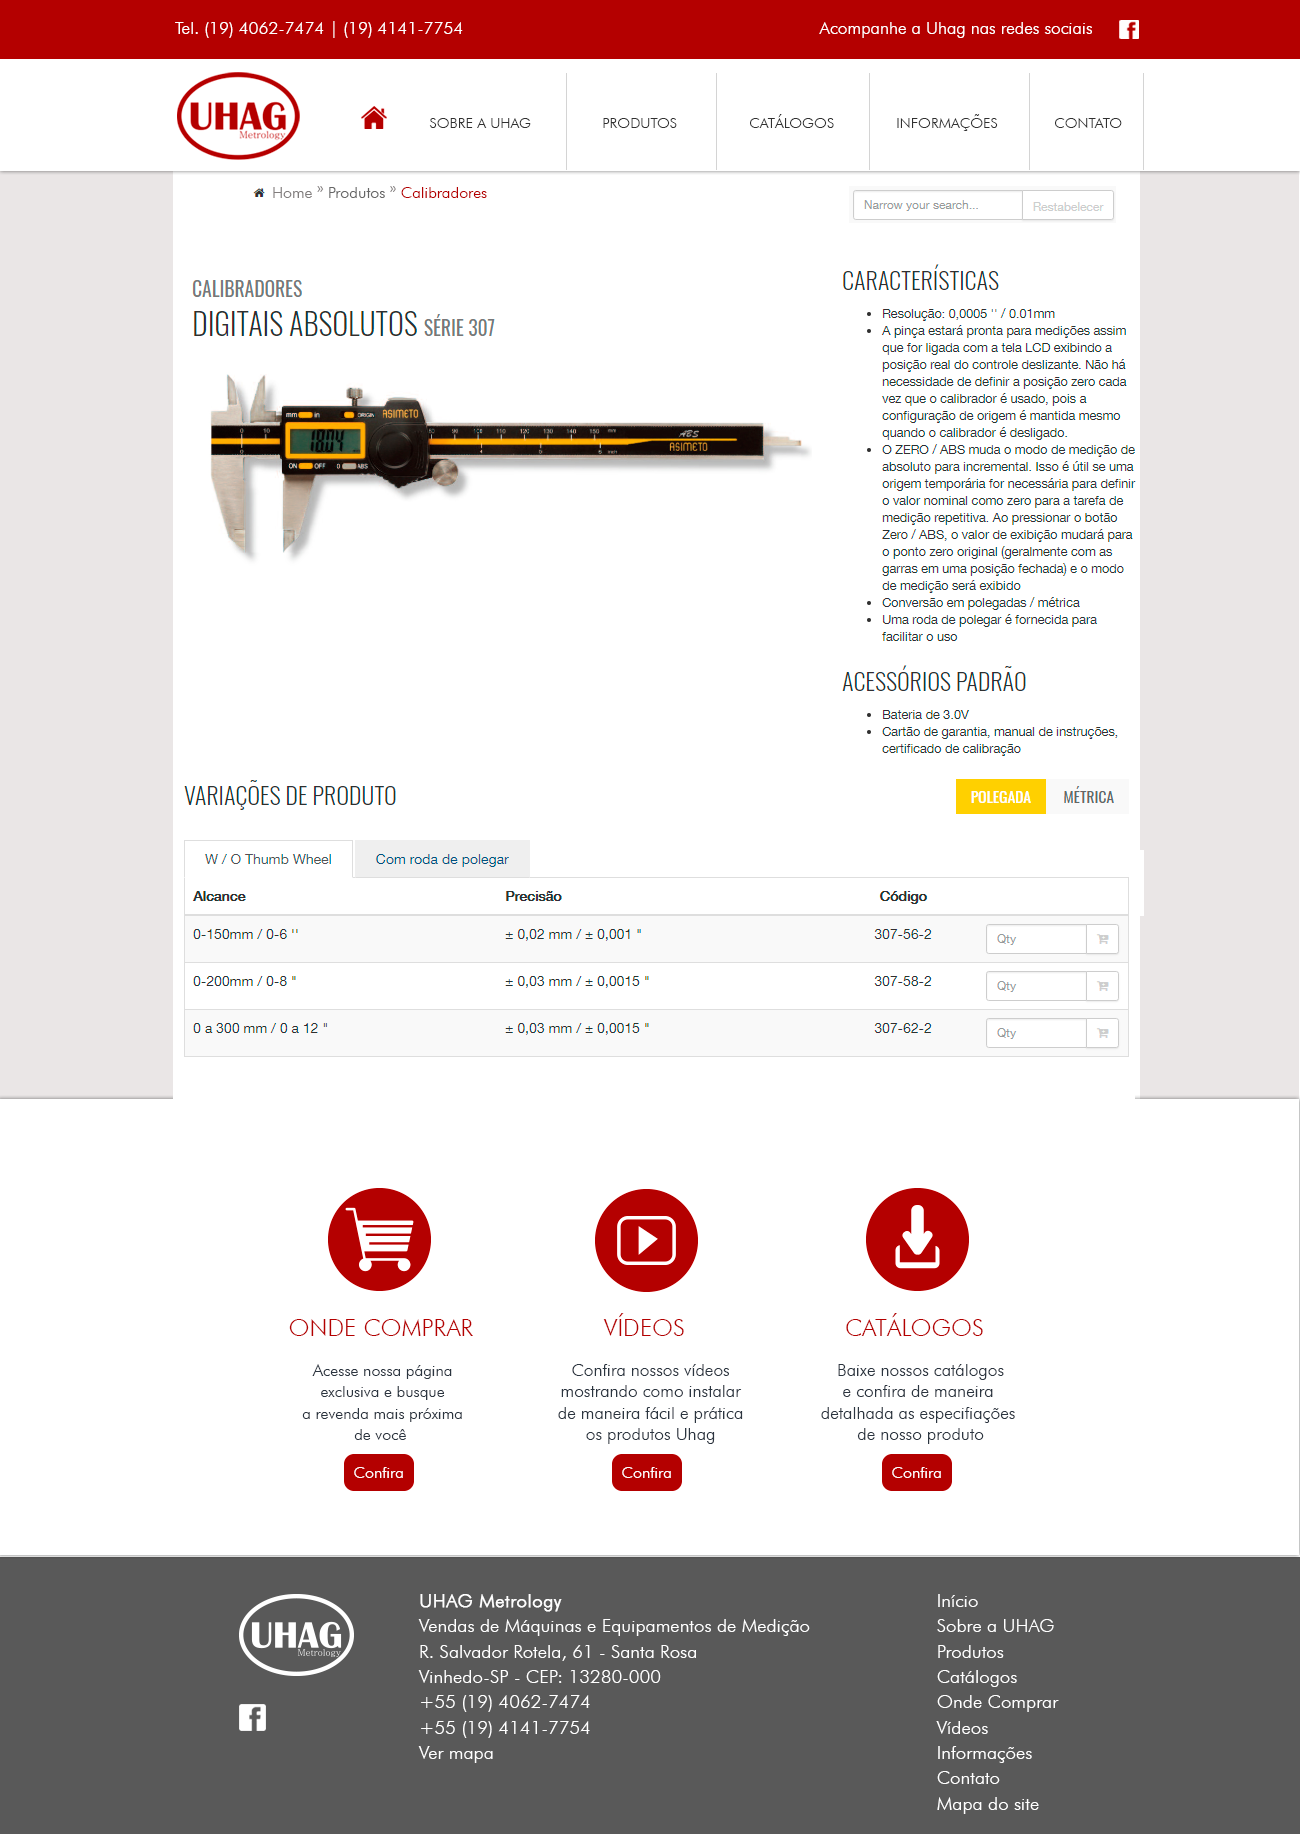 Tel. (19) 4062-7474 | (19) 4141-7754
Acompanhe a Uhag nas redes sociais
UHAG
Metrology
SOBRE A UHAG
PRODUTOS
CATÁLOGOS
INFORMAÇÕES
CONTATO
Home » Produtos » Calibradores
Narrow your search...
Restabelecer
CALIBRADORES
DIGITAIS ABSOLUTOS SÉRIE 307
mm in
ORIGIN
ASIMETO
18.04
ON OFF 0 ABS
ABS
ASIMETO
CARACTERÍSTICAS
• Resolução: 0,0005 '' / 0.01mm
• A pinça estará pronta para medições assim
que for ligada com a tela LCD exibindo a
posição real do controle deslizante. Não há
necessidade de definir a posição zero cada
vez que o calibrador é usado, pois a
configuração de origem é mantida mesmo
quando o calibrador é desligado.
• O ZERO / ABS muda o modo de medição de
absoluto para incremental. Isso é útil se uma
origem temporária for necessária para definir
o valor nominal como zero para a tarefa de
medição repetitiva. Ao pressionar o botão
Zero / ABS, o valor de exibição mudará para
o ponto zero original (geralmente com as
garras em uma posição fechada) e o modo
de medição será exibido
• Conversão em polegadas / métrica
• Uma roda de polegar é fornecida para
facilitar o uso
ACESSÓRIOS PADRÃO
• Bateria de 3.0V
• Cartão de garantia, manual de instruções,
certificado de calibração
VARIAÇÕES DE PRODUTO
POLEGADA
MÉTRICA
W / O Thumb Wheel
Com roda de polegar
Alcance Precisão Código
0-150mm / 0-6 '' ± 0,02 mm / ± 0,001 " 307-56-2 Qty
0-200mm / 0-8 " ± 0,03 mm / ± 0,0015 " 307-58-2 Qty
0 a 300 mm / 0 a 12 " ± 0,03 mm / ± 0,0015 " 307-62-2 Qty
ONDE COMPRAR
Acesse nossa página
exclusiva e busque
a revenda mais próxima
de você
Confira
VÍDEOS
Confira nossos vídeos
mostrando como instalar
de maneira fácil e prática
os produtos Uhag
Confira
CATÁLOGOS
Baixe nossos catálogos
e confira de maneira
detalhada as especifiações
de nosso produto
Confira
UHAG
Metrology
UHAG Metrology
Vendas de Máquinas e Equipamentos de Medição
R. Salvador Rotela, 61 - Santa Rosa
Vinhedo-SP - CEP: 13280-000
+55 (19) 4062-7474
+55 (19) 4141-7754
Ver mapa
Início
Sobre a UHAG
Produtos
Catálogos
Onde Comprar
Vídeos
Informações
Contato
Mapa do site